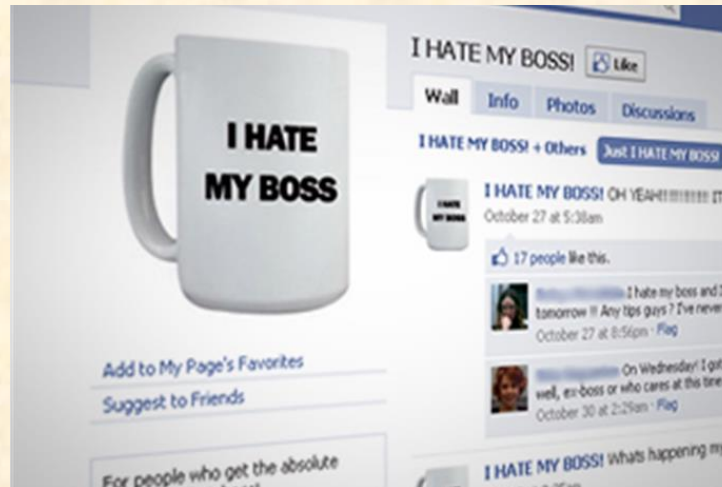 I HATE
MY BOSS
Add to My Page's Favorites
Suggest to Friends
For people who get the absolute
I HATE MY BOSS! Like
Wall Info Photos Discussions
I HATE MY BOSS! + Others Just I HATE MY BOSS!
I HATE MY BOSS! OH YEAH!!!!!!!!!!!!!
October 27 at 5:38am
17 people like this.
I hate my boss and I
tomorrow !! Any tips guys ? I've never
October 27 at 8:56pm · Flag
On Wednesday! I got
well, ex-boss or who cares at this time
October 30 at 2:29am · Flag
I HATE MY BOSS! Whats happening